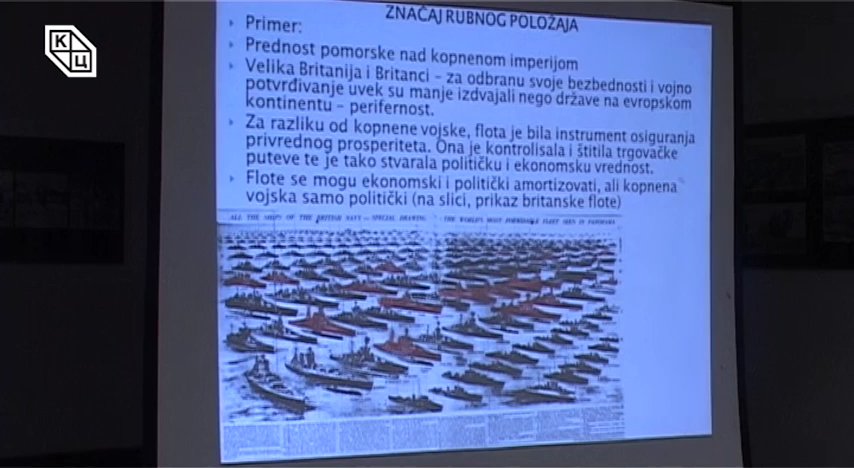 КЦ
ZNAČAJ RUBNOG POLOŽAJA
Primer:
Prednost pomorske nad kopnenom imperijom
Velika Britanija i Britanci - za odbranu svoje bezbednosti i vojno
potvrđivanje uvek su manje izdvajali nego države na evropskom
kontinentu - perifernost.
Za razliku od kopnene vojske, flota je bila instrument osiguranja
privrednog prosperiteta. Ona je kontrolisala i štitila trgovačke
puteve te je tako stvarala političku i ekonomsku vrednost.
Flote se mogu ekonomski i politički amortizovati, ali kopnena
vojska samo politički (na slici, prikaz britanske flote)
ALL THE SHIPS OF THE BRITISH NAVY - SPECIAL DRAWING THE WORLD'S MOST FORMIDABLE FLEET SEEN IN PANORAMA